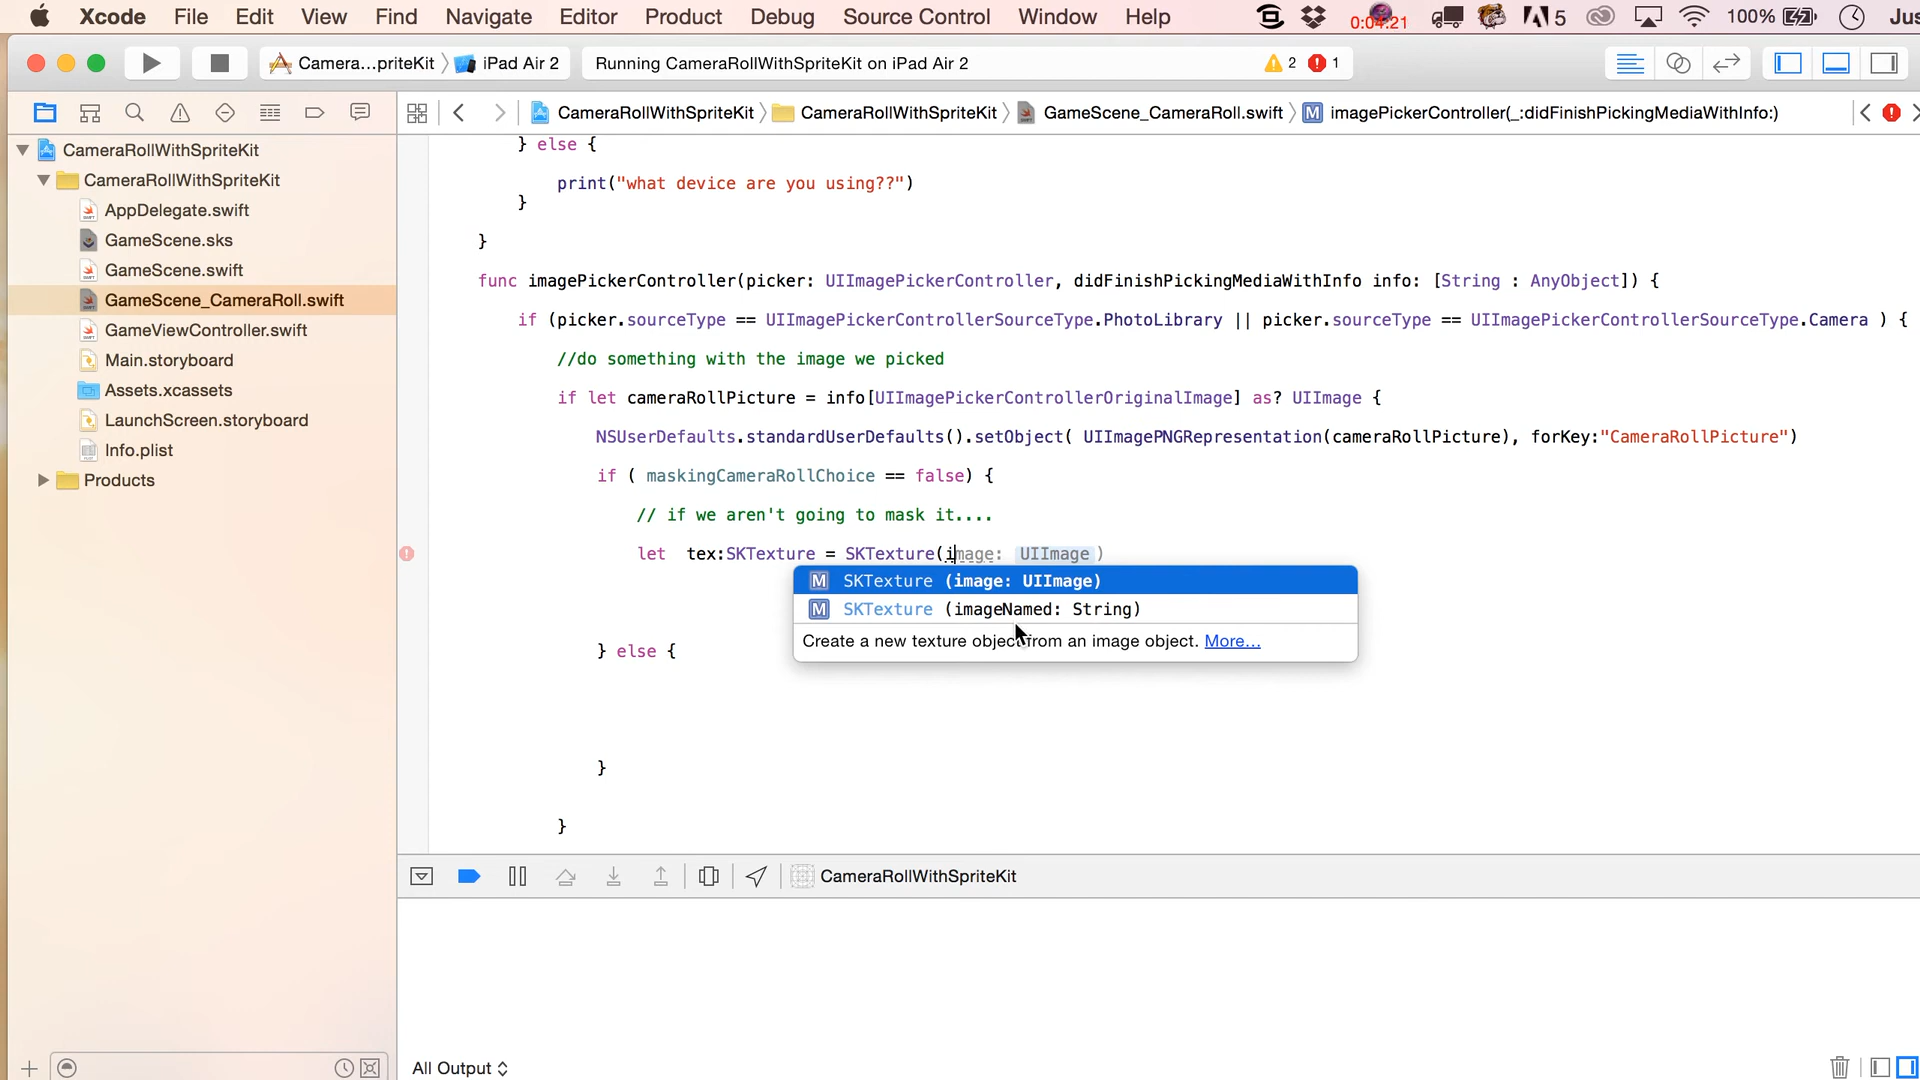 Xcode File Edit View Find Navigate Editor Product Debug Source Control Window Help 0:04:21 5 100% Jus
Camera...priteKit iPad Air 2 Running CameraRollWithSpriteKit on iPad Air 2 2 1
CameraRollWithSpriteKit CameraRollWithSpriteKit GameScene_CameraRoll.swift M imagePickerController(_:didFinishPickingMediaWithInfo:)
CameraRollWithSpriteKit
CameraRollWithSpriteKit
AppDelegate.swift
GameScene.sks
GameScene.swift
GameScene_CameraRoll.swift
GameViewController.swift
Main.storyboard
Assets.xcassets
LaunchScreen.storyboard
Info.plist
Products
} else {
print("what device are you using??")
}
}
func imagePickerController(picker: UIImagePickerController, didFinishPickingMediaWithInfo info: [String : AnyObject]) {
if (picker.sourceType == UIImagePickerControllerSourceType.PhotoLibrary || picker.sourceType == UIImagePickerControllerSourceType.Camera ) {
//do something with the image we picked
if let cameraRollPicture = info[UIImagePickerControllerOriginalImage] as? UIImage {
NSUserDefaults.standardUserDefaults().setObject( UIImagePNGRepresentation(cameraRollPicture), forKey:"CameraRollPicture")
if ( maskingCameraRollChoice == false) {
// if we aren't going to mask it....
let tex:SKTexture = SKTexture(image: UIImage)
M SKTexture (image: UIImage)
M SKTexture (imageNamed: String)
Create a new texture object from an image object. More...
} else {
}
}
CameraRollWithSpriteKit
All Output